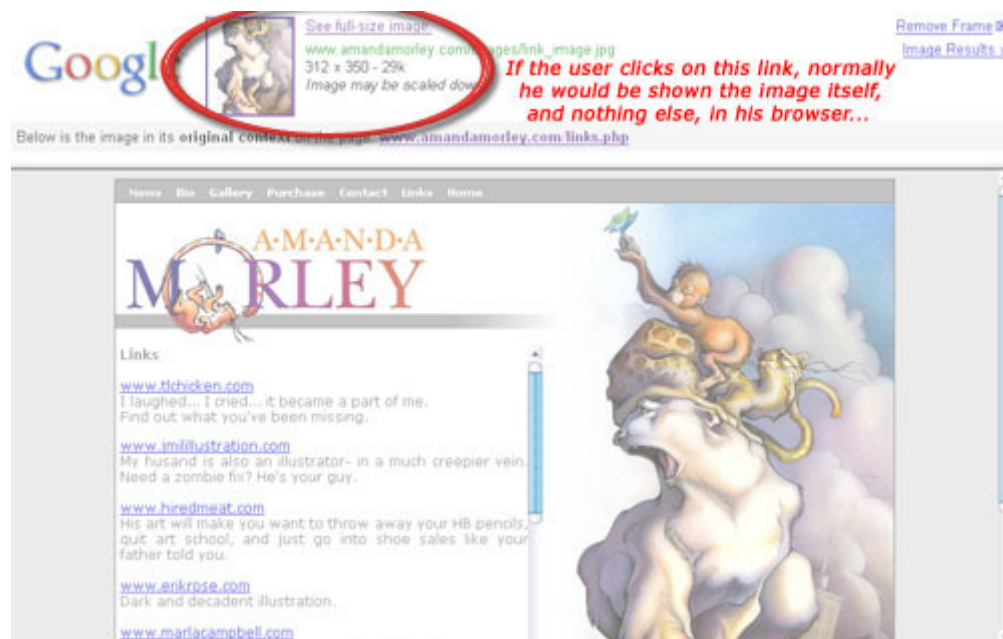 Google
See full-size image.
www.amandamorley.com/images/link_image.jpg
312 x 350 - 29k
Image may be scaled down
Remove Frame
Image Results
If the user clicks on this link, normally
he would be shown the image itself,
and nothing else, in his browser...
Below is the image in its original context on the page: www.amandamorley.com/links.php
News Bio Gallery Purchase Contact Links Home
A·M·A·N·D·A
MORLEY
Links
www.tlchicken.com
I laughed... I cried... it became a part of me.
Find out what you've been missing.
www.jmillustration.com
My husand is also an illustrator- in a much creepier vein.
Need a zombie fix? He's your guy.
www.hiredmeat.com
His art will make you want to throw away your HB pencils,
quit art school, and just go into shoe sales like your
father told you.
www.erikrose.com
Dark and decadent illustration.
www.marlacampbell.com